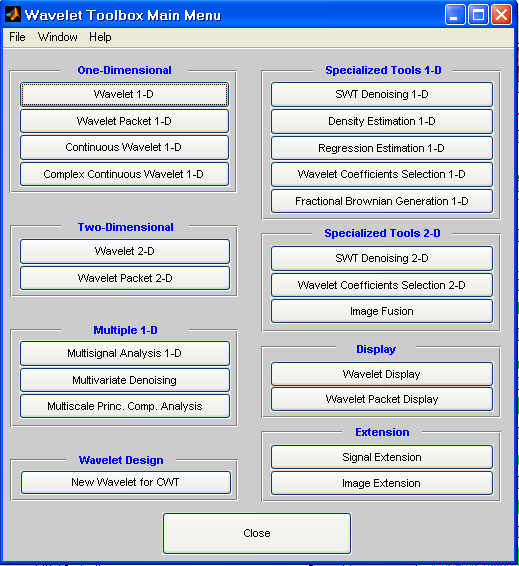 Wavelet Toolbox Main Menu
File Window Help
One-Dimensional
Wavelet 1-D
Wavelet Packet 1-D
Continuous Wavelet 1-D
Complex Continuous Wavelet 1-D
Two-Dimensional
Wavelet 2-D
Wavelet Packet 2-D
Multiple 1-D
Multisignal Analysis 1-D
Multivariate Denoising
Multiscale Princ. Comp. Analysis
Wavelet Design
New Wavelet for CWT
Specialized Tools 1-D
SWT Denoising 1-D
Density Estimation 1-D
Regression Estimation 1-D
Wavelet Coefficients Selection 1-D
Fractional Brownian Generation 1-D
Specialized Tools 2-D
SWT Denoising 2-D
Wavelet Coefficients Selection 2-D
Image Fusion
Display
Wavelet Display
Wavelet Packet Display
Extension
Signal Extension
Image Extension
Close